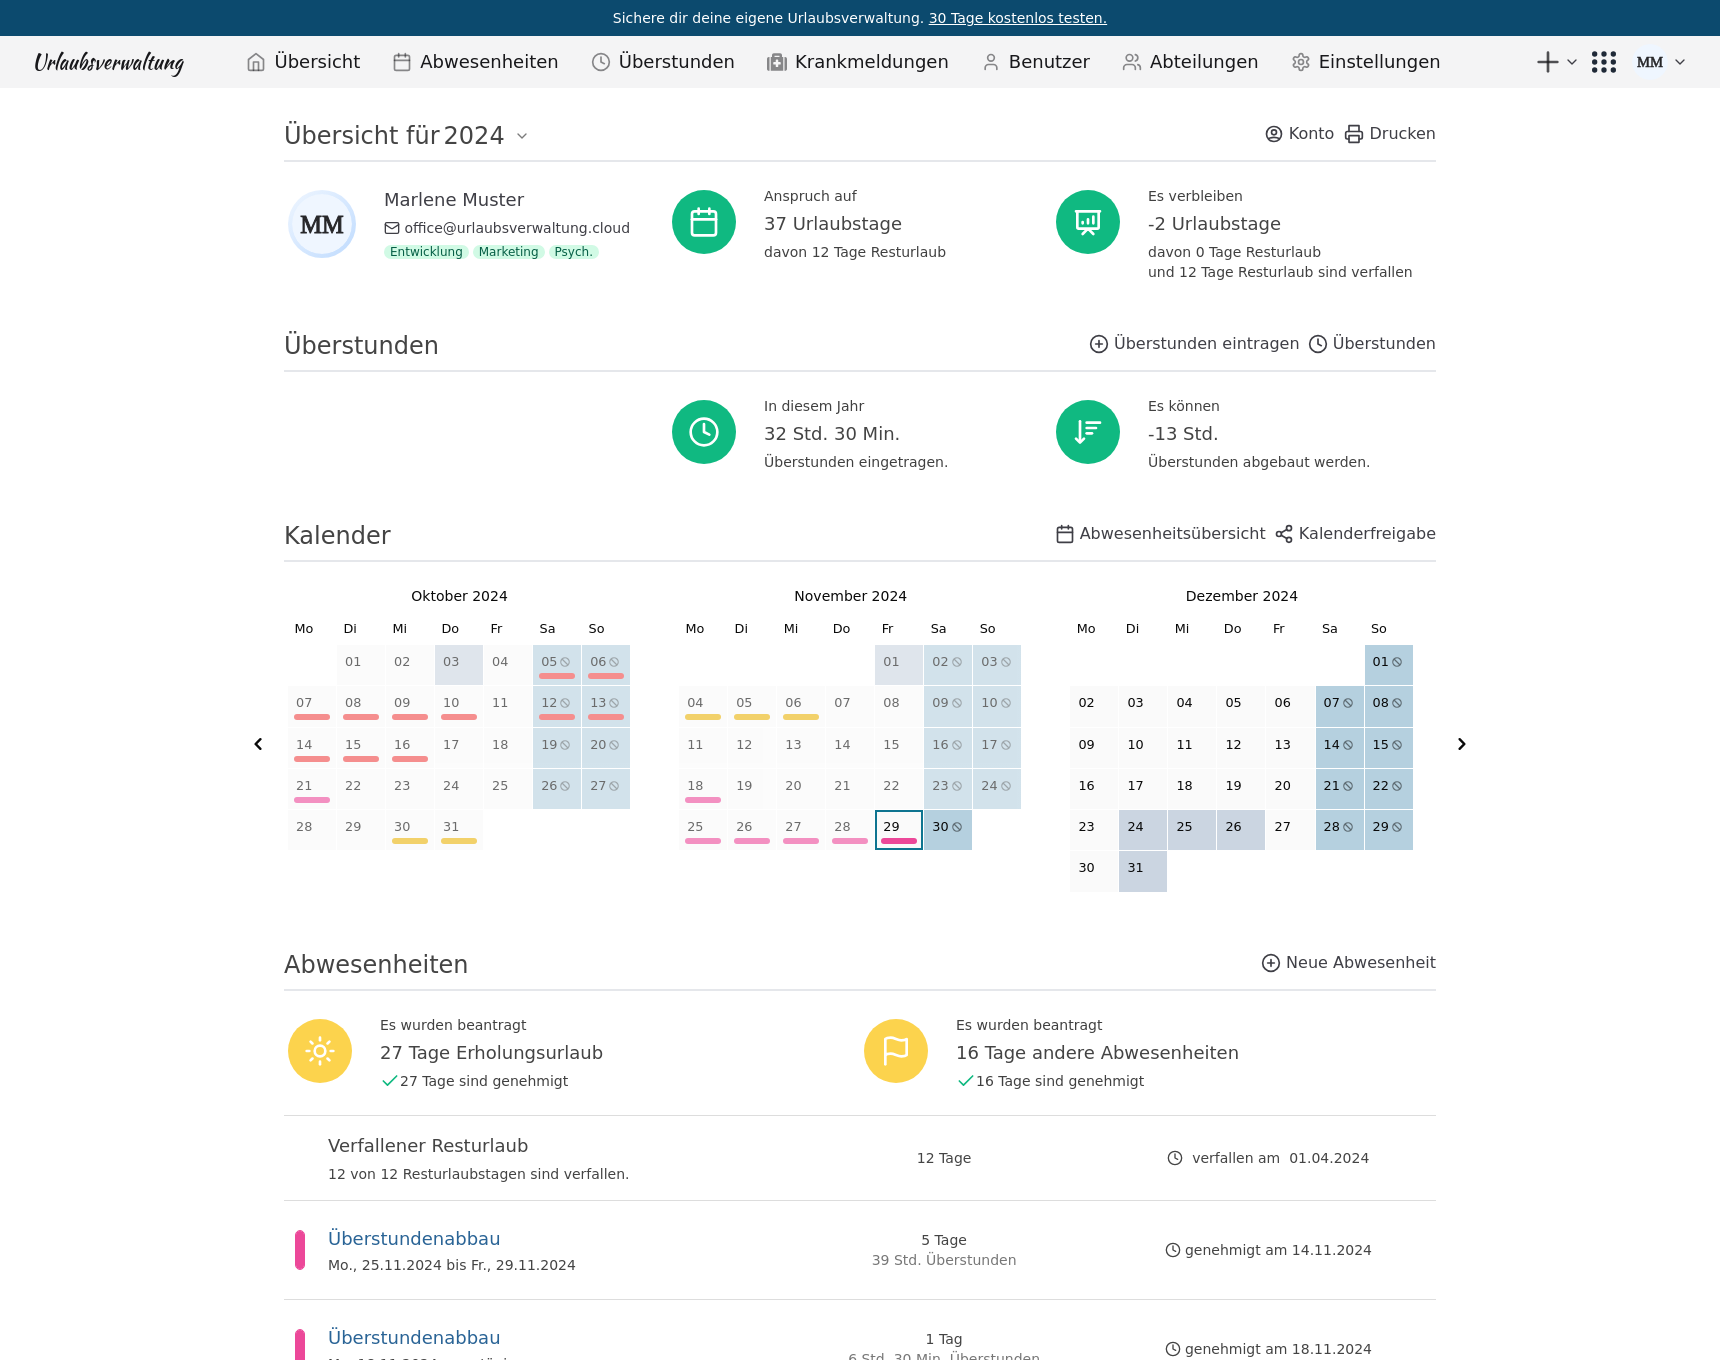 Sichere dir deine eigene Urlaubsverwaltung. 30 Tage kostenlos testen.
Urlaubsverwaltung Übersicht Abwesenheiten Überstunden Krankmeldungen Benutzer Abteilungen Einstellungen MM
Übersicht für 2024 Konto Drucken
MM
Marlene Muster
office@urlaubsverwaltung.cloud
Entwicklung Marketing Psych.
Anspruch auf
37 Urlaubstage
davon 12 Tage Resturlaub
Es verbleiben
-2 Urlaubstage
davon 0 Tage Resturlaub
und 12 Tage Resturlaub sind verfallen
Überstunden Überstunden eintragen Überstunden
In diesem Jahr
32 Std. 30 Min.
Überstunden eingetragen.
Es können
-13 Std.
Überstunden abgebaut werden.
Kalender Abwesenheitsübersicht Kalenderfreigabe
Oktober 2024
Mo Di Mi Do Fr Sa So
01 02 03 04 05 06
07 08 09 10 11 12 13
14 15 16 17 18 19 20
21 22 23 24 25 26 27
28 29 30 31
November 2024
Mo Di Mi Do Fr Sa So
01 02 03
04 05 06 07 08 09 10
11 12 13 14 15 16 17
18 19 20 21 22 23 24
25 26 27 28 29 30
Dezember 2024
Mo Di Mi Do Fr Sa So
01
02 03 04 05 06 07 08
09 10 11 12 13 14 15
16 17 18 19 20 21 22
23 24 25 26 27 28 29
30 31
Abwesenheiten Neue Abwesenheit
Es wurden beantragt
27 Tage Erholungsurlaub
27 Tage sind genehmigt
Es wurden beantragt
16 Tage andere Abwesenheiten
16 Tage sind genehmigt
Verfallener Resturlaub
12 von 12 Resturlaubstagen sind verfallen.
12 Tage
verfallen am 01.04.2024
Überstundenabbau
Mo., 25.11.2024 bis Fr., 29.11.2024
5 Tage
39 Std. Überstunden
genehmigt am 14.11.2024
Überstundenabbau
1 Tag
6 Std. 30 Min. Überstunden
genehmigt am 18.11.2024